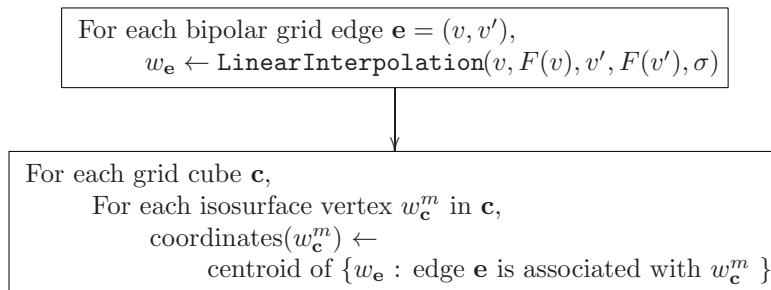 For each bipolar grid edge e = (v, v′),
w_e ← LinearInterpolation(v, F(v), v′, F(v′), σ)
For each grid cube c,
For each isosurface vertex w_c^m in c,
coordinates(w_c^m) ←
centroid of {w_e : edge e is associated with w_c^m }